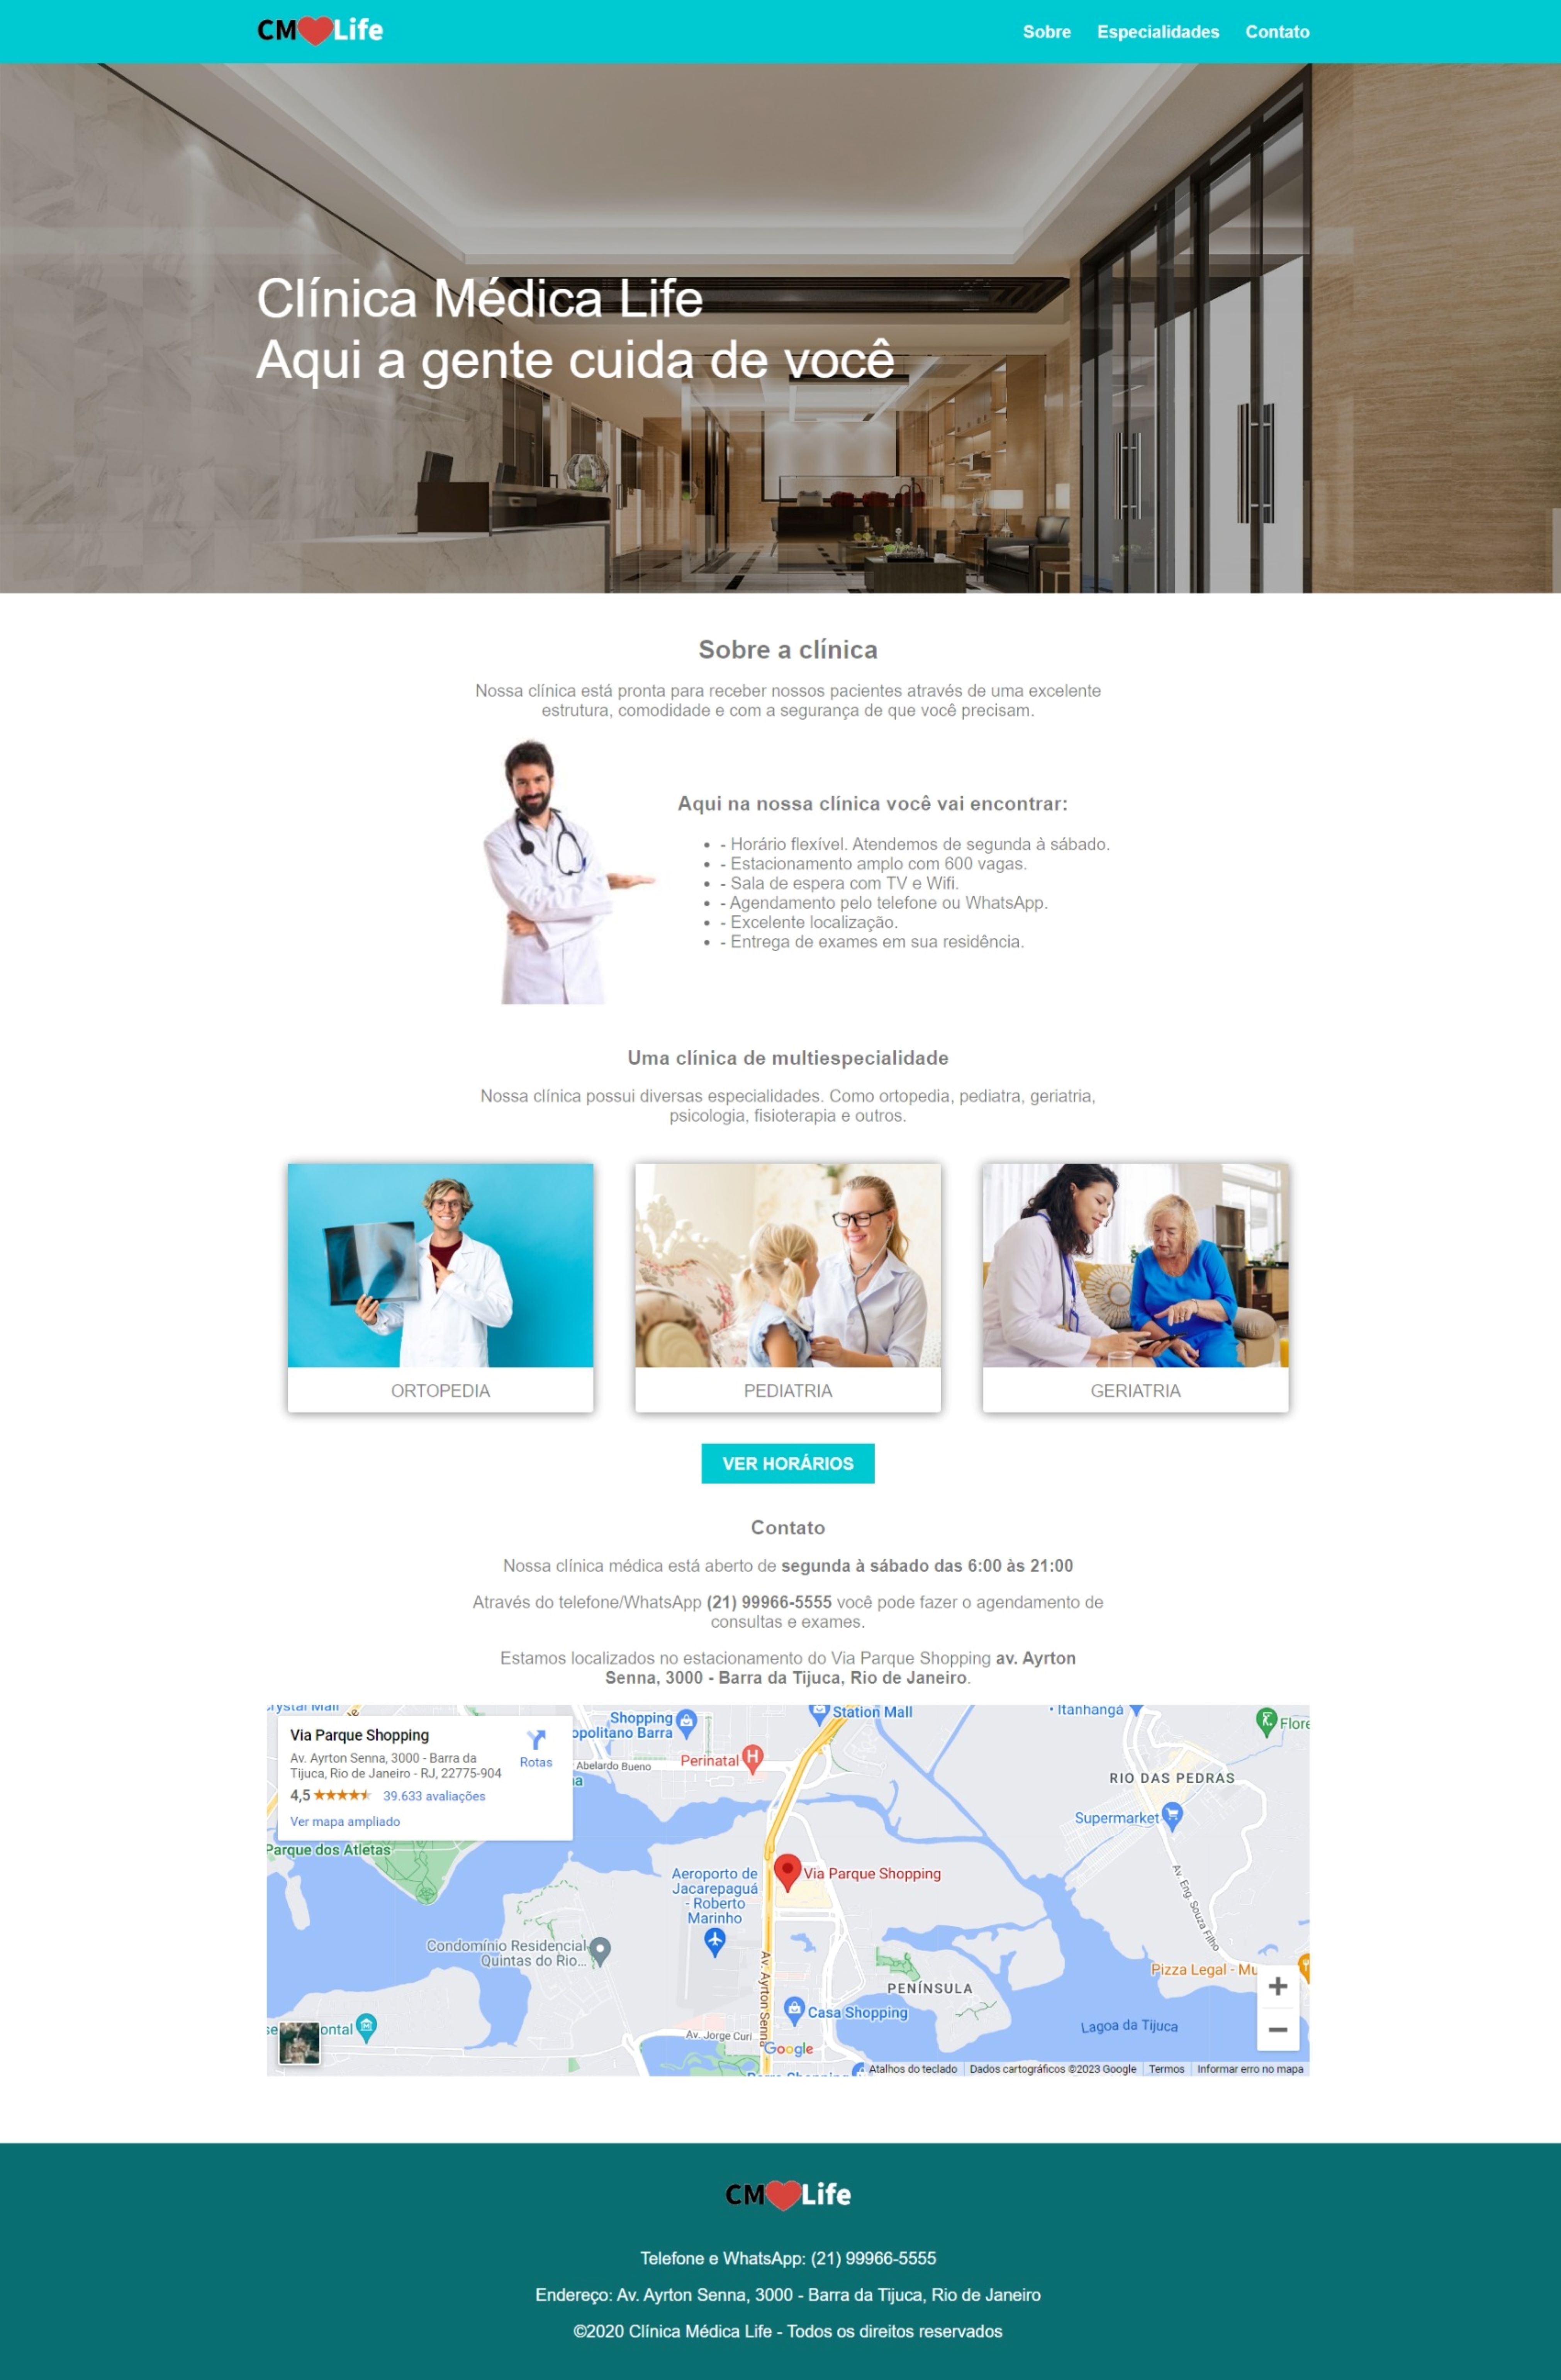 CM Life
Sobre Especialidades Contato
Clínica Médica Life
Aqui a gente cuida de você
Sobre a clínica
Nossa clínica está pronta para receber nossos pacientes através de uma excelente
estrutura, comodidade e com a segurança de que você precisam.
Aqui na nossa clínica você vai encontrar:
• - Horário flexível. Atendemos de segunda à sábado.
• - Estacionamento amplo com 600 vagas.
• - Sala de espera com TV e Wifi.
• - Agendamento pelo telefone ou WhatsApp.
• - Excelente localização.
• - Entrega de exames em sua residência.
Uma clínica de multiespecialidade
Nossa clínica possui diversas especialidades. Como ortopedia, pediatra, geriatria,
psicologia, fisioterapia e outros.
ORTOPEDIA
PEDIATRIA
GERIATRIA
VER HORÁRIOS
Contato
Nossa clínica médica está aberto de segunda à sábado das 6:00 às 21:00
Através do telefone/WhatsApp (21) 99966-5555 você pode fazer o agendamento de
consultas e exames.
Estamos localizados no estacionamento do Via Parque Shopping av. Ayrton
Senna, 3000 - Barra da Tijuca, Rio de Janeiro.
Via Parque Shopping
Av. Ayrton Senna, 3000 - Barra da
Tijuca, Rio de Janeiro - RJ, 22775-904
4,5
39.633 avaliações
Ver mapa ampliado
Rotas
Shopping
opolitano Barra
Station Mall
Itanhangá
Flore
Abelardo Bueno
Perinatal
H
RIO DAS PEDRAS
Supermarket
Parque dos Atletas
Aeroporto de
Jacarepaguá
- Roberto
Marinho
Via Parque Shopping
Av. Eng. Souza Filho
Condomínio Residencial
Quintas do Rio...
Pizza Legal - Mu
PENÍNSULA
Av. Ayrton Senna
Casa Shopping
Lagoa da Tijuca
ontal
Av. Jorge Curi
Google
Atalhos do teclado
Dados cartográficos ©2023 Google
Termos
Informar erro no mapa
CM Life
Telefone e WhatsApp: (21) 99966-5555
Endereço: Av. Ayrton Senna, 3000 - Barra da Tijuca, Rio de Janeiro
©2020 Clínica Médica Life - Todos os direitos reservados